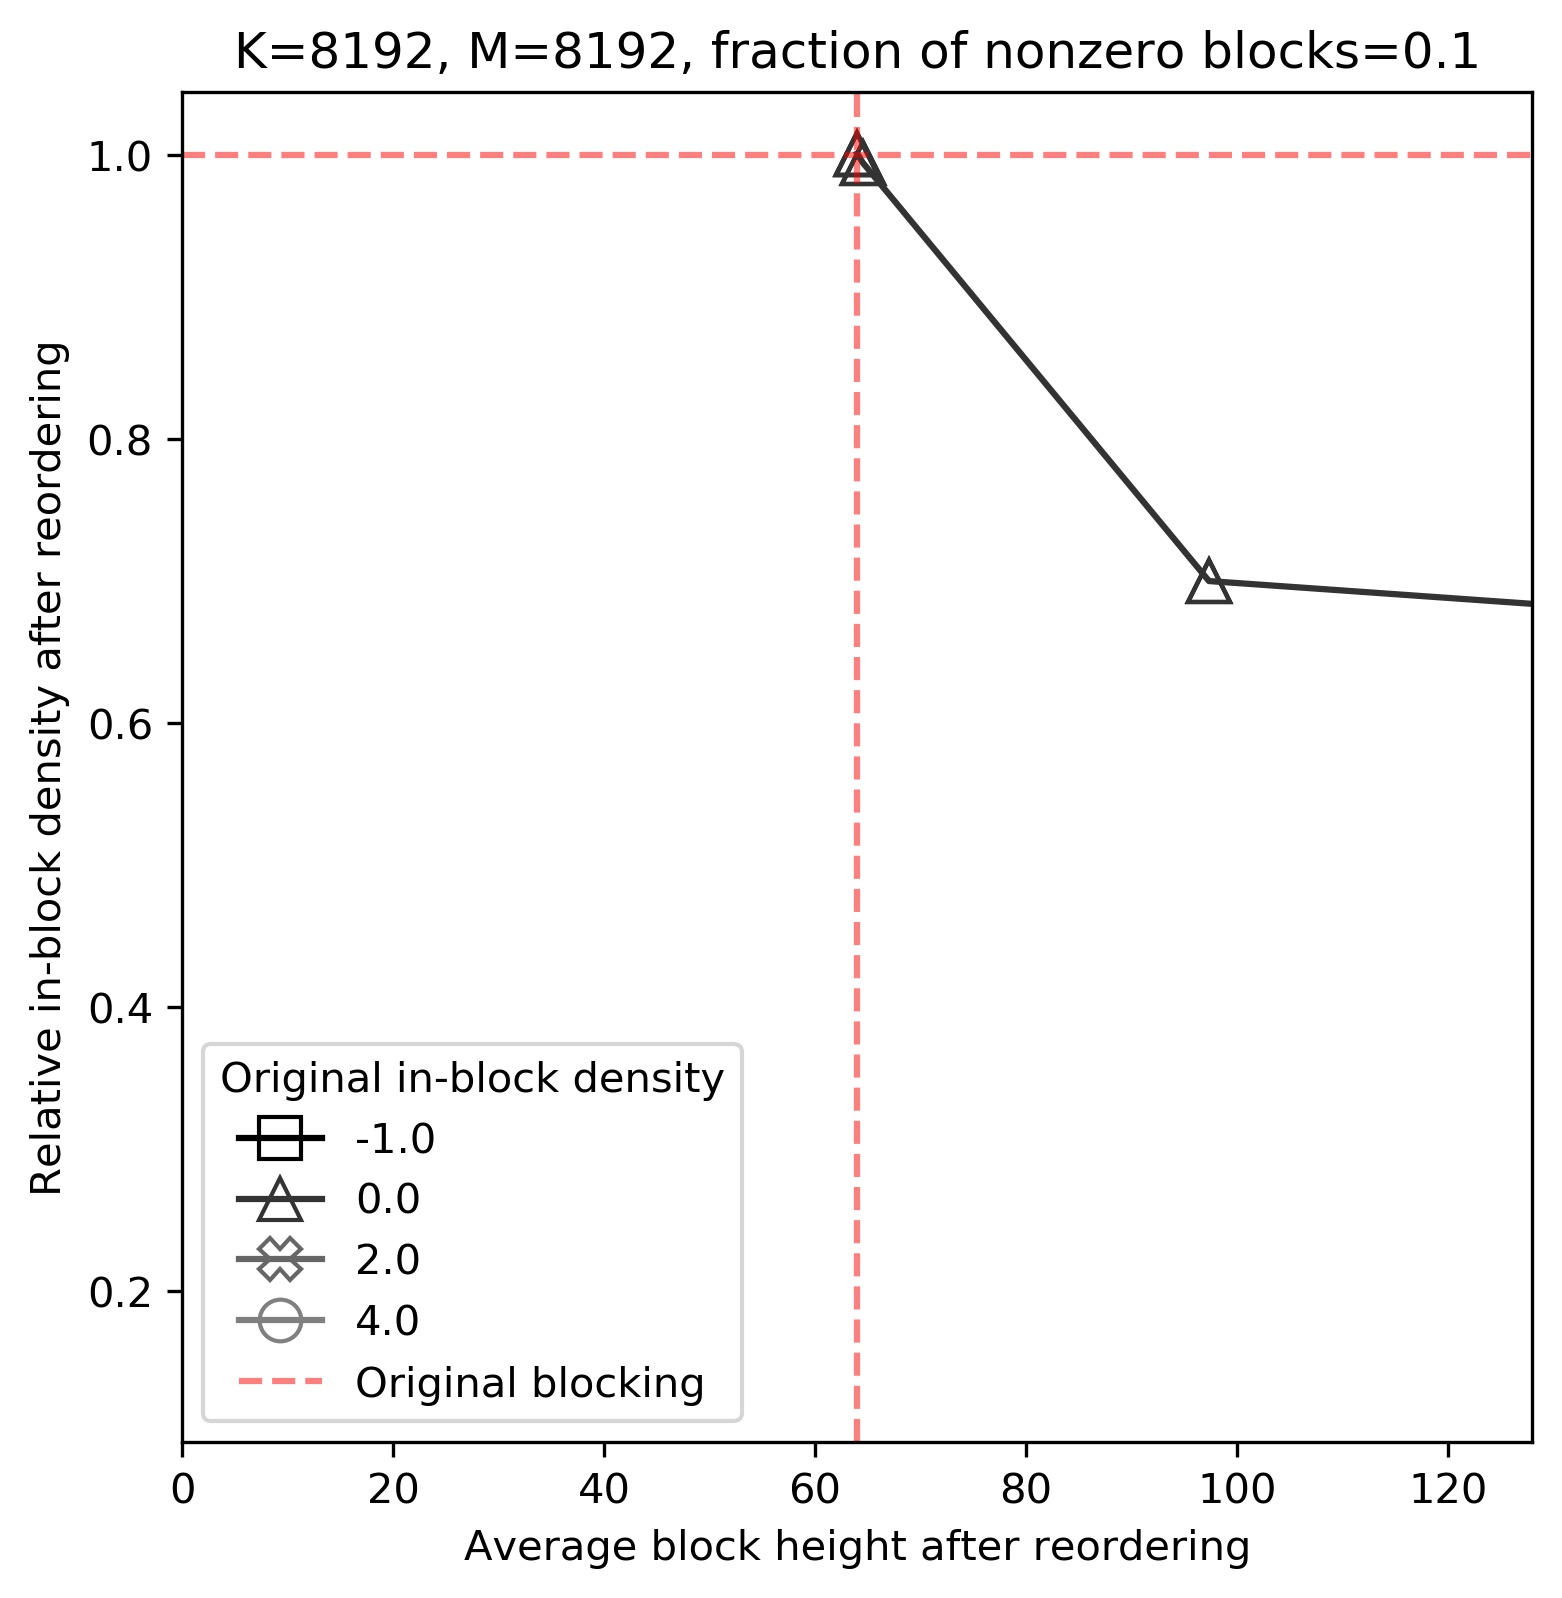 K=8192, M=8192, fraction of nonzero blocks=0.1
Relative in-block density after reordering
1.0
0.8
0.6
0.4
0.2
Original in-block density
-1.0
0.0
2.0
4.0
Original blocking
0 20 40 60 80 100 120
Average block height after reordering